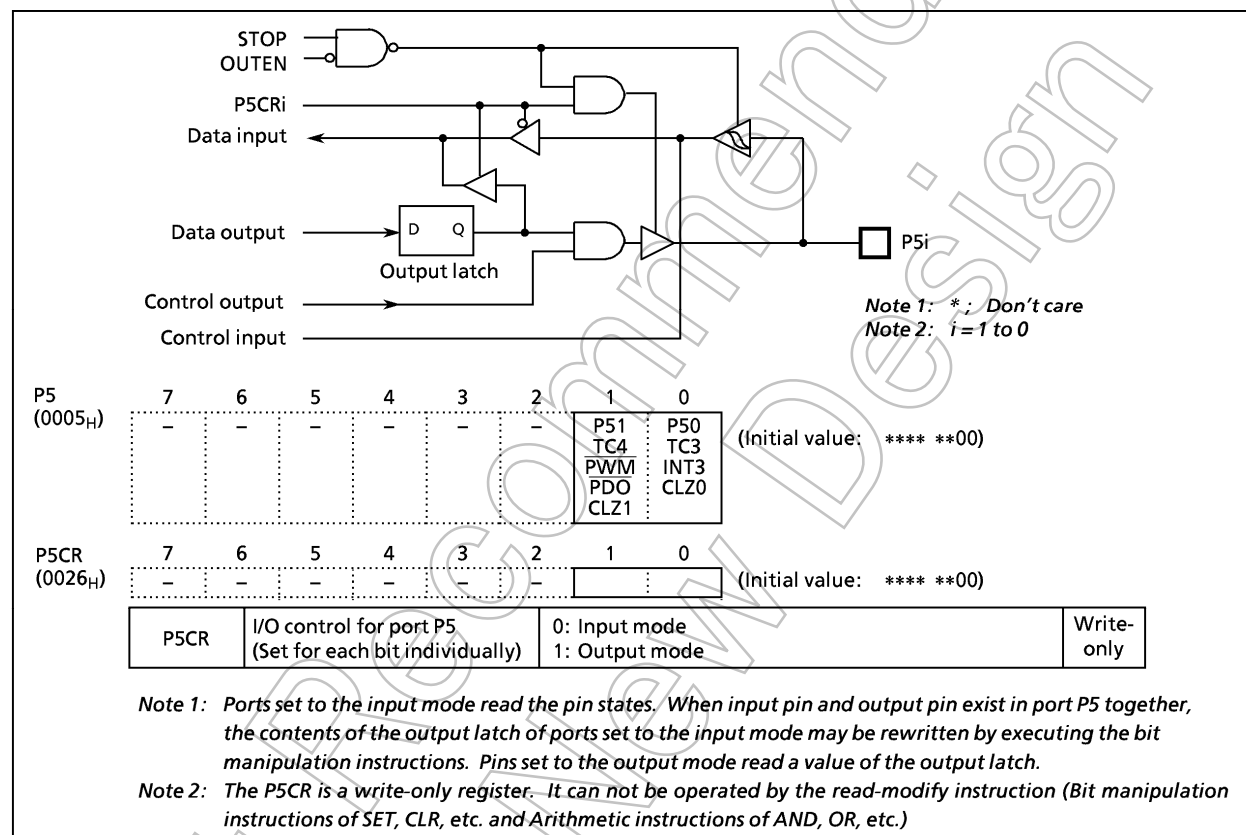 STOP
OUTEN
P5CRi
Data input
Data output
D Q
Output latch
P5i
Control output
Control input
Note 1: * ; Don't care
Note 2: i = 1 to 0
P5
(0005H)
7 6 5 4 3 2 1 0
– – – – – – P51 P50
TC4 TC3
PWM INT3
PDO CLZ0
CLZ1
(Initial value: **** **00)
P5CR
(0026H)
7 6 5 4 3 2 1 0
– – – – – –
(Initial value: **** **00)
P5CR
I/O control for port P5
(Set for each bit individually)
0: Input mode
1: Output mode
Write-
only
Note 1: Ports set to the input mode read the pin states. When input pin and output pin exist in port P5 together,
the contents of the output latch of ports set to the input mode may be rewritten by executing the bit
manipulation instructions. Pins set to the output mode read a value of the output latch.
Note 2: The P5CR is a write-only register. It can not be operated by the read-modify instruction (Bit manipulation
instructions of SET, CLR, etc. and Arithmetic instructions of AND, OR, etc.)
Recommend
New Design